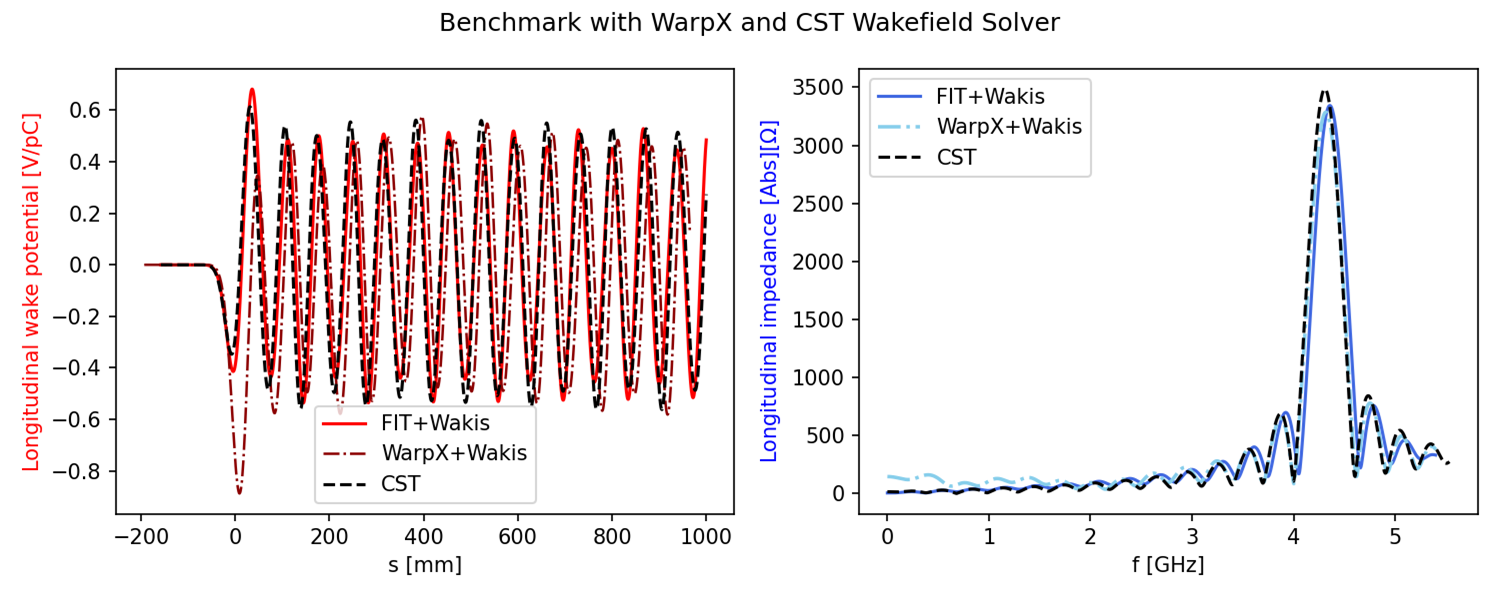 Benchmark with WarpX and CST Wakefield Solver
Longitudinal wake potential [V/pC]
0.6
0.4
0.2
0.0
−0.2
−0.4
−0.6
−0.8
FIT+Wakis
WarpX+Wakis
CST
−200
0
200
400
600
800
1000
s [mm]
Longitudinal impedance [Abs][Ω]
3500
3000
2500
2000
1500
1000
500
0
FIT+Wakis
WarpX+Wakis
CST
0
1
2
3
4
5
f [GHz]